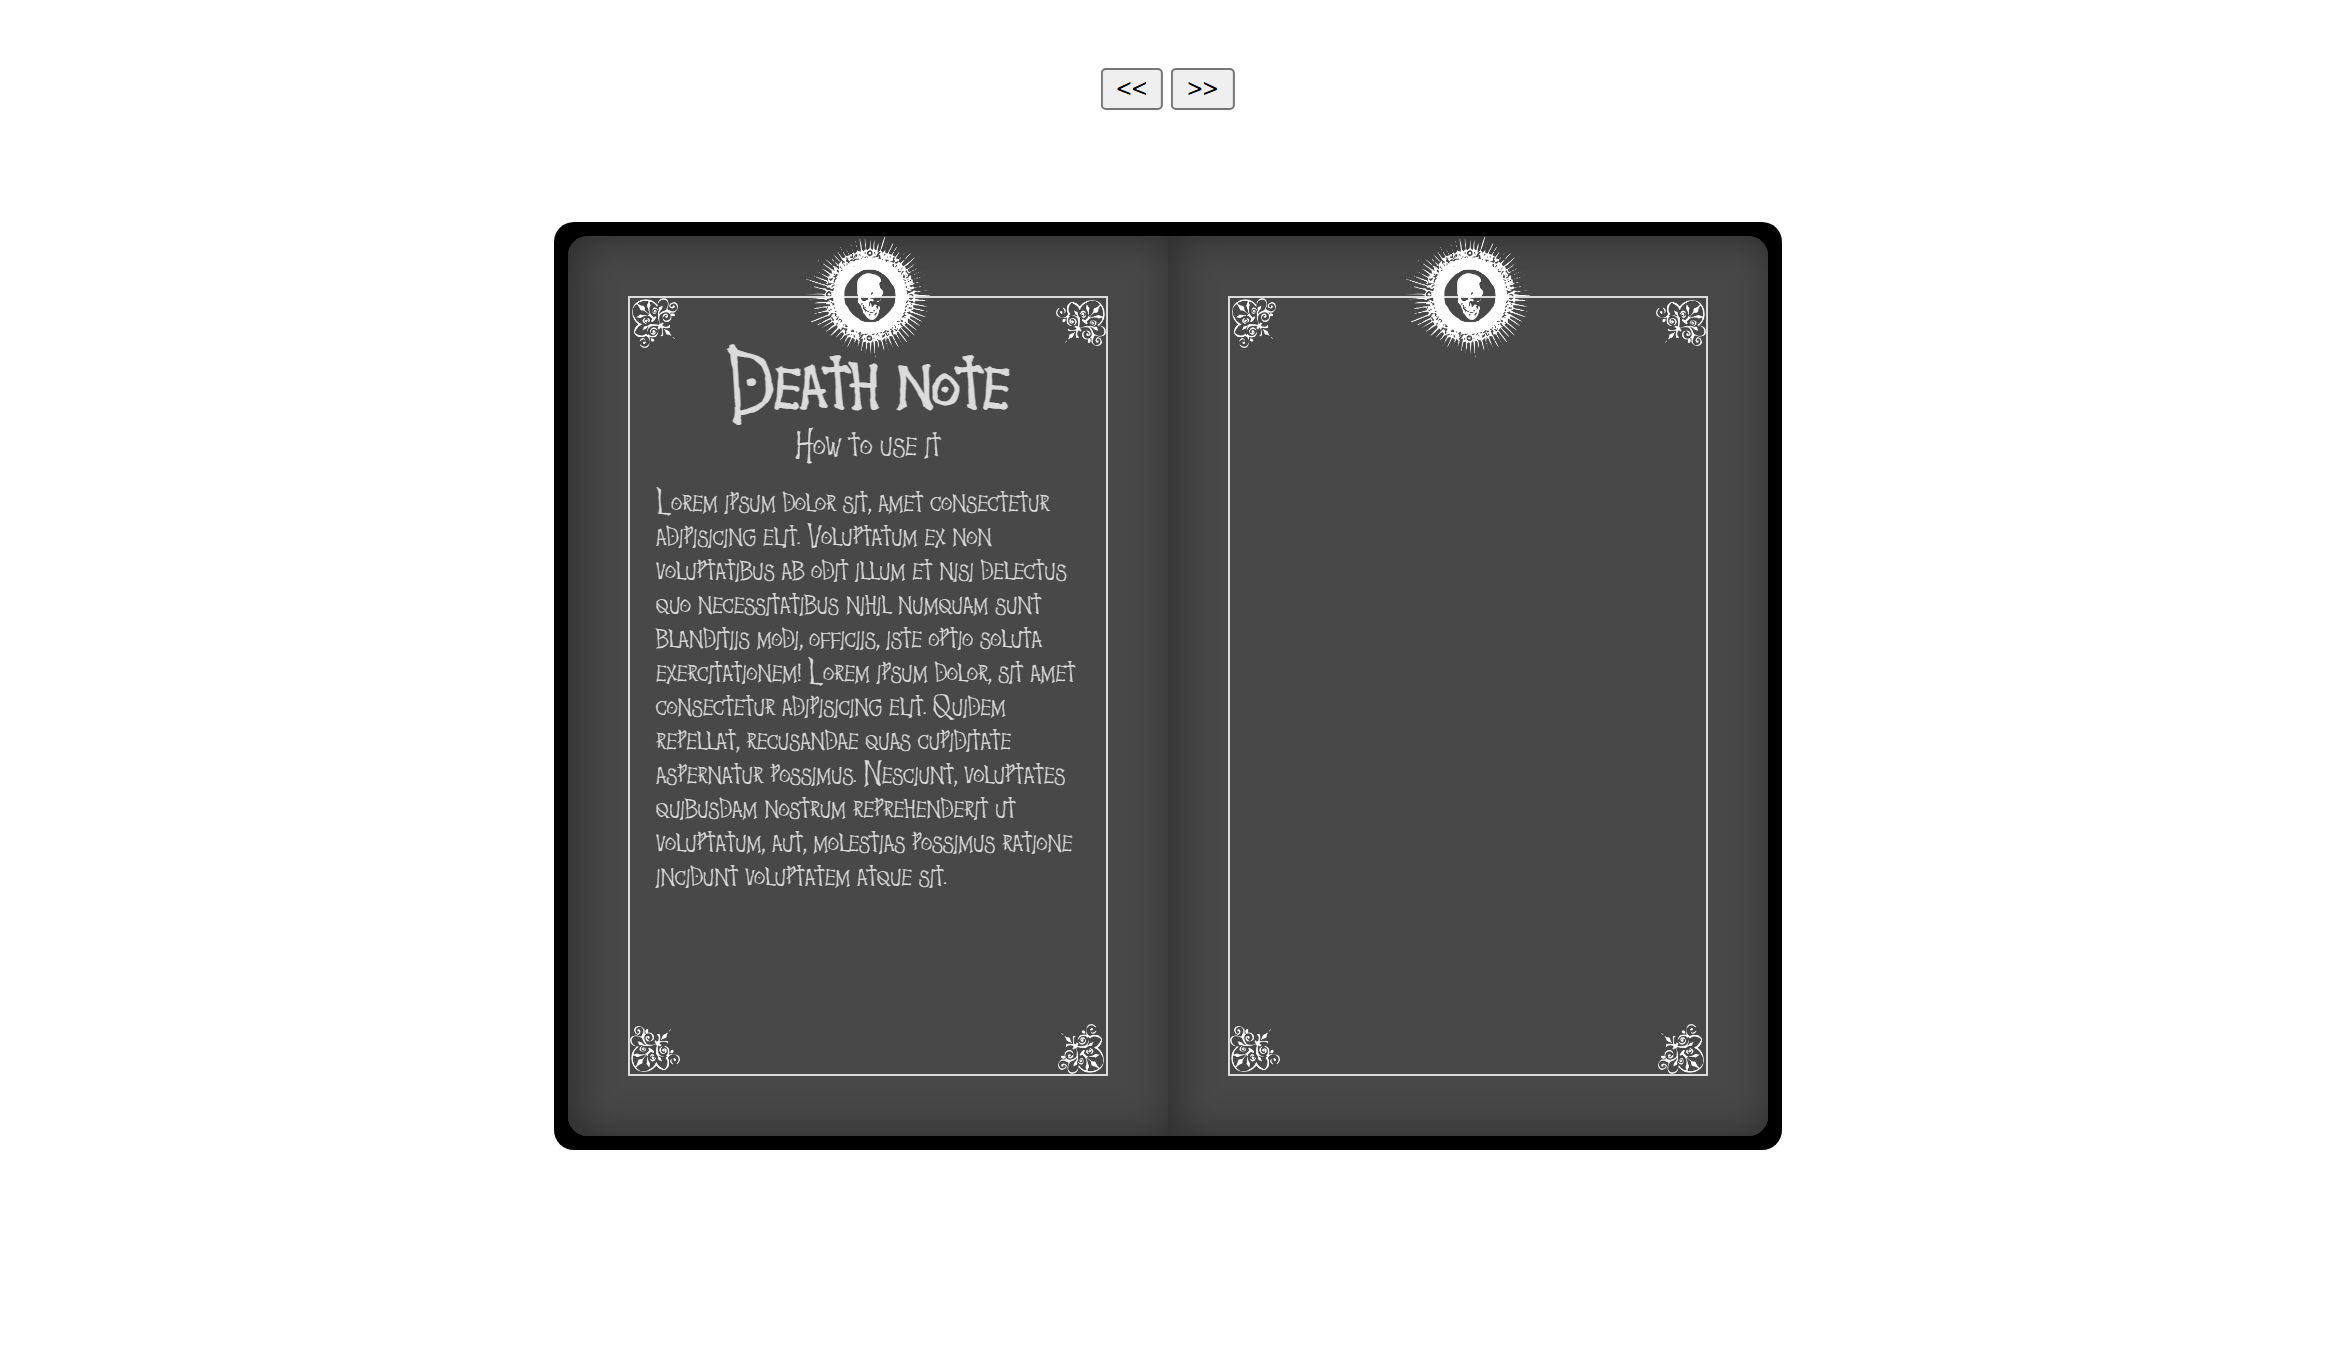 << >>
Death note
How to use it
Lorem ipsum dolor sit, amet consectetur
adipisicing elit. Voluptatum ex non
voluptatibus ab odit illum et nisi delectus
quo necessitatibus nihil numquam sunt
blanditiis modi, officiis, iste optio soluta
exercitationem! Lorem ipsum dolor, sit amet
consectetur adipisicing elit. Quidem
repellat, recusandae quas cupiditate
aspernatur possimus. Nesciunt, voluptates
quibusdam nostrum reprehenderit ut
voluptatum, aut, molestias possimus ratione
incidunt voluptatem atque sit.